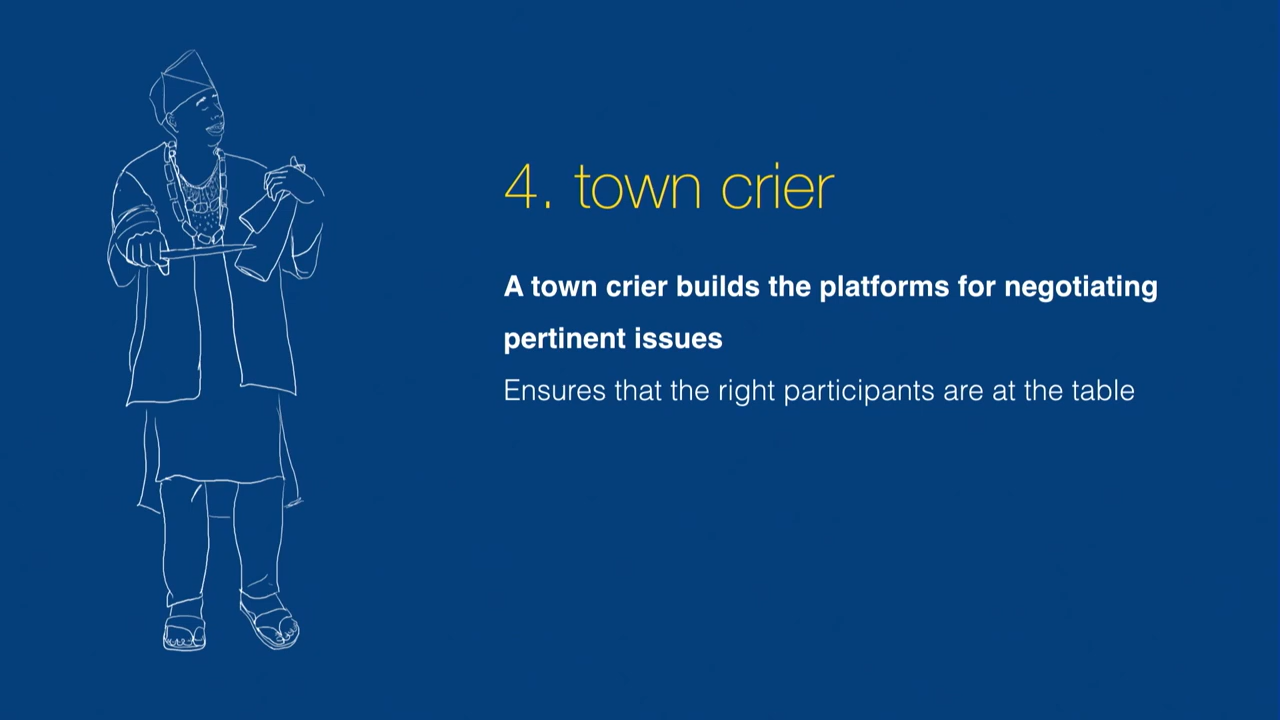 4. town crier
A town crier builds the platforms for negotiating
pertinent issues
Ensures that the right participants are at the table